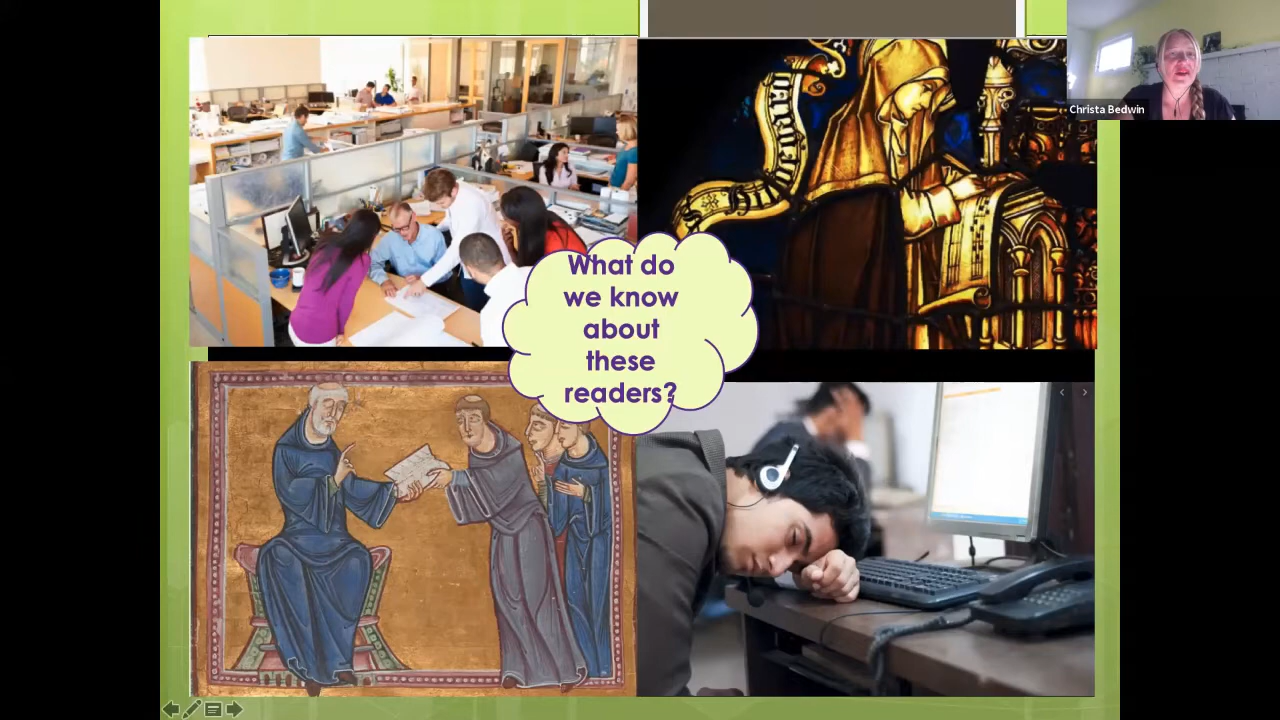 Christa Bedwin
What do
we know
about
these
readers?